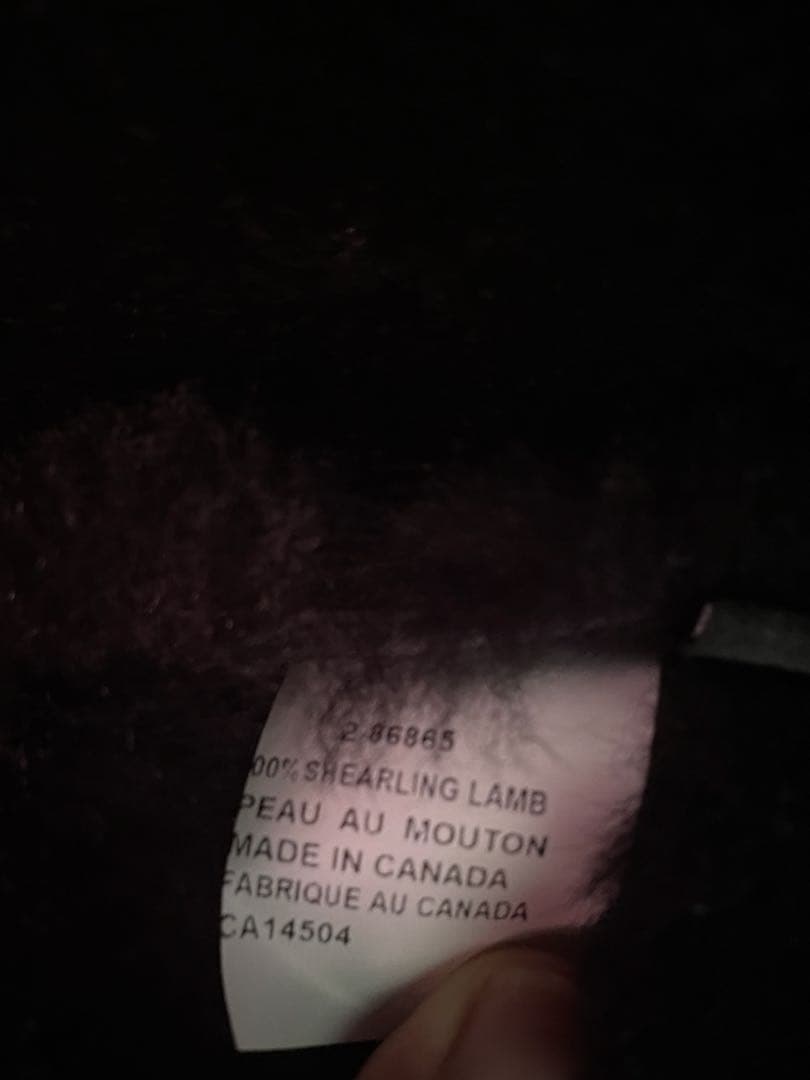 2 86865
00% SHEARLING LAMB
PEAU AU MOUTON
MADE IN CANADA
FABRIQUE AU CANADA
CA14504